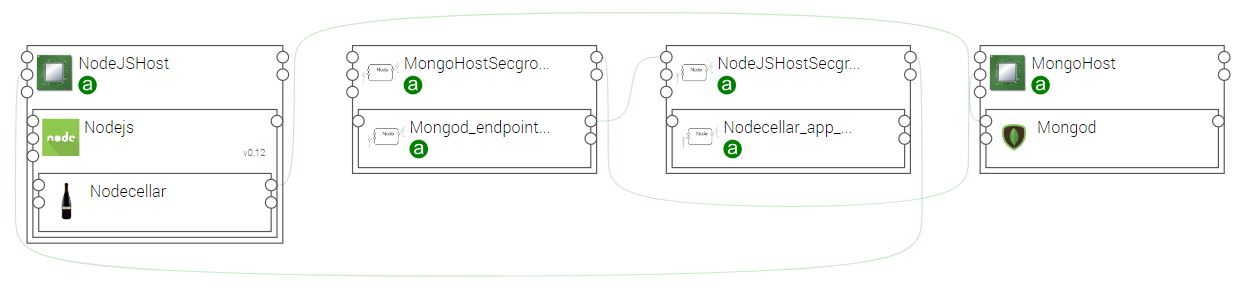 NodeJSHost
a
Nodejs
node
v0.12
Nodecellar
MongoHostSecgro...
Node
a
Mongod_endpoint...
Node
a
NodeJSHostSecgr...
Node
a
Nodecellar_app_...
Node
a
MongoHost
a
Mongod